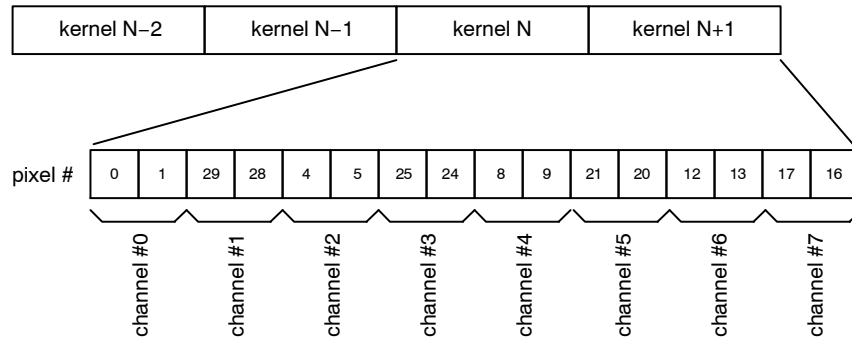 kernel N−2 kernel N−1 kernel N kernel N+1
pixel # 0 1 29 28 4 5 25 24 8 9 21 20 12 13 17 16
channel #0
channel #1
channel #2
channel #3
channel #4
channel #5
channel #6
channel #7